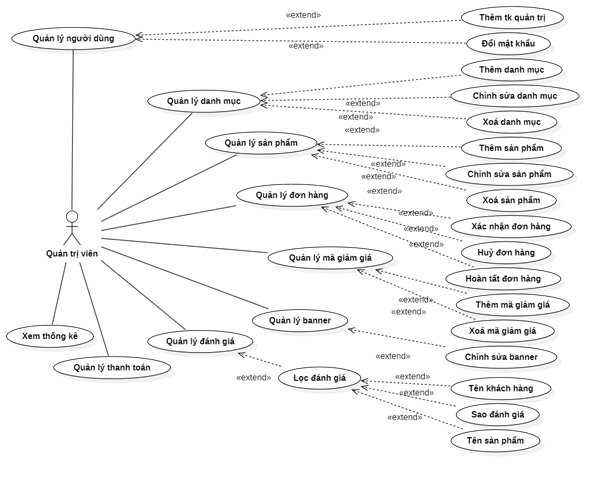 «extend»
Thêm tk quản trị
Quản lý người dùng
«extend»
Đổi mật khẩu
Thêm danh mục
Quản lý danh mục
«extend»
Chỉnh sửa danh mục
«extend»
Xoá danh mục
«extend»
Quản lý sản phẩm
Thêm sản phẩm
«extend»
Chỉnh sửa sản phẩm
«extend»
«extend»
Quản lý đơn hàng
Xoá sản phẩm
«extend»
Xác nhận đơn hàng
«extend»
«extend»
Huỷ đơn hàng
Quản trị viên
Quản lý mã giảm giá
Hoàn tất đơn hàng
«extend»
Thêm mã giảm giá
«extend»
Quản lý banner
Xoá mã giảm giá
Xem thống kê
Quản lý đánh giá
«extend»
Chỉnh sửa banner
Quản lý thanh toán
«extend»
Lọc đánh giá
«extend»
Tên khách hàng
«extend»
Sao đánh giá
«extend»
Tên sản phẩm